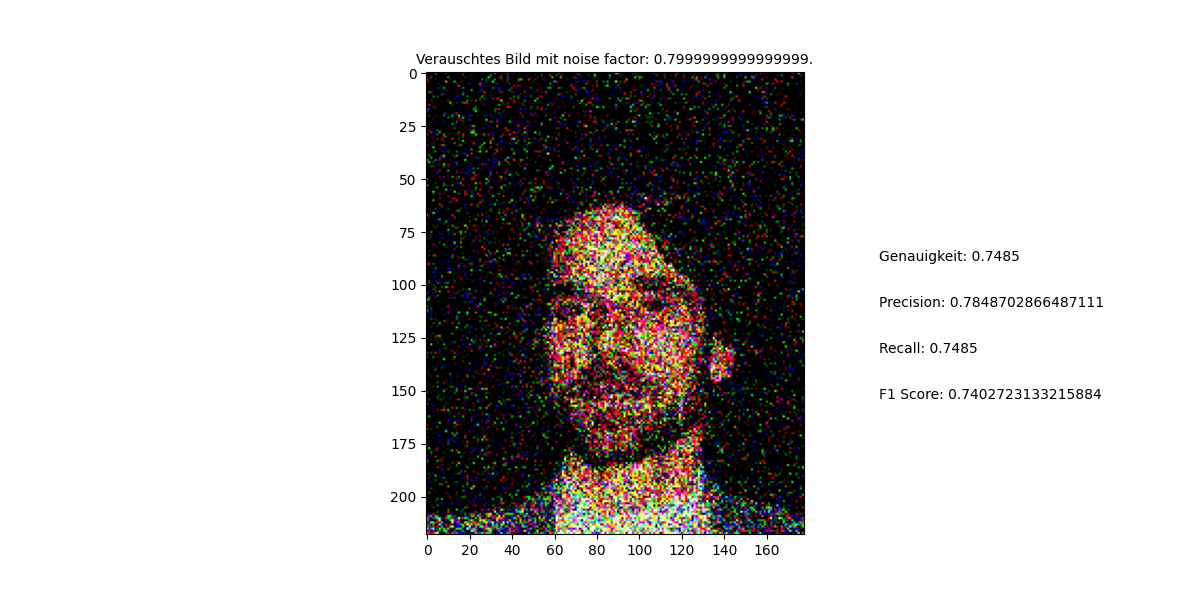 Verauschtes Bild mit noise factor: 0.7999999999999999.
0
25
50
75
100
125
150
175
200
0 20 40 60 80 100 120 140 160
Genauigkeit: 0.7485
Precision: 0.7848702866487111
Recall: 0.7485
F1 Score: 0.7402723133215884